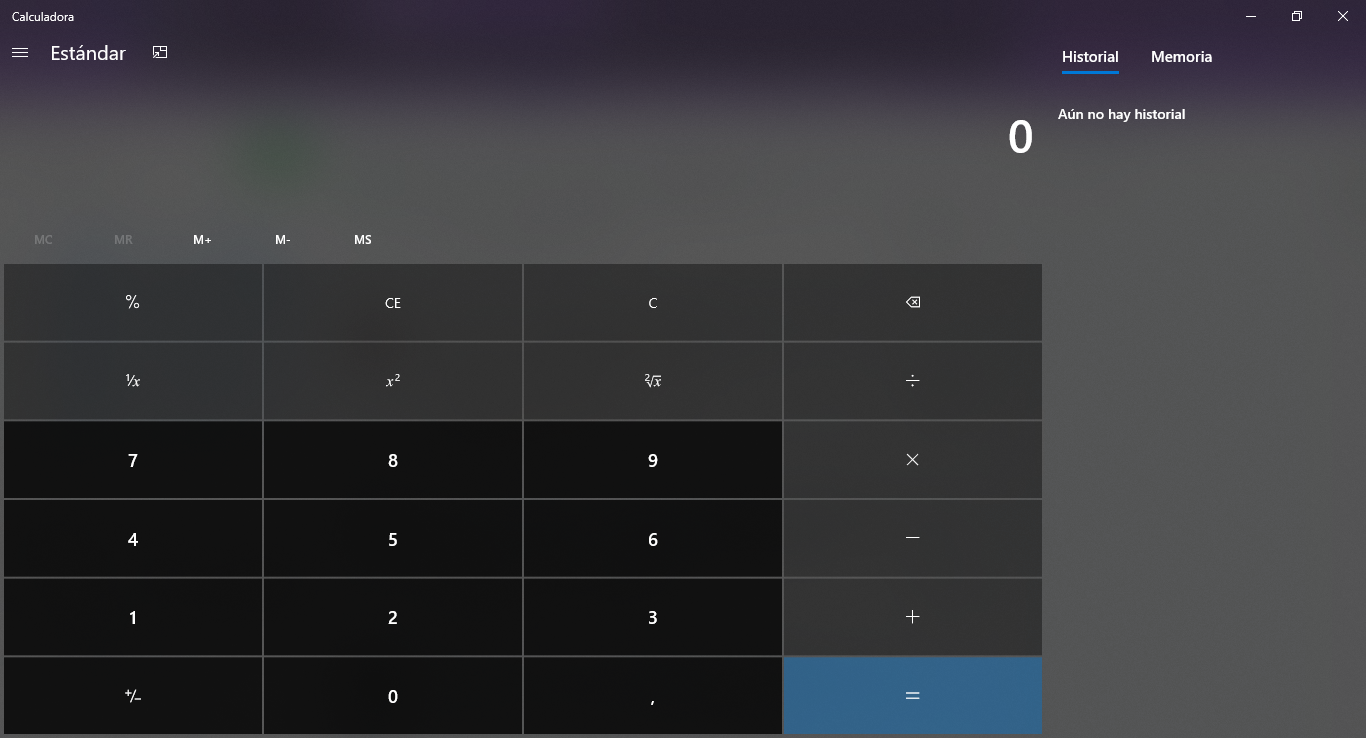 Calculadora
Estándar
Historial Memoria
Aún no hay historial
0
MC MR M+ M- MS
% CE C
¹/x x² ²√x ÷
7 8 9 ×
4 5 6 −
1 2 3 +
+/− 0 , =